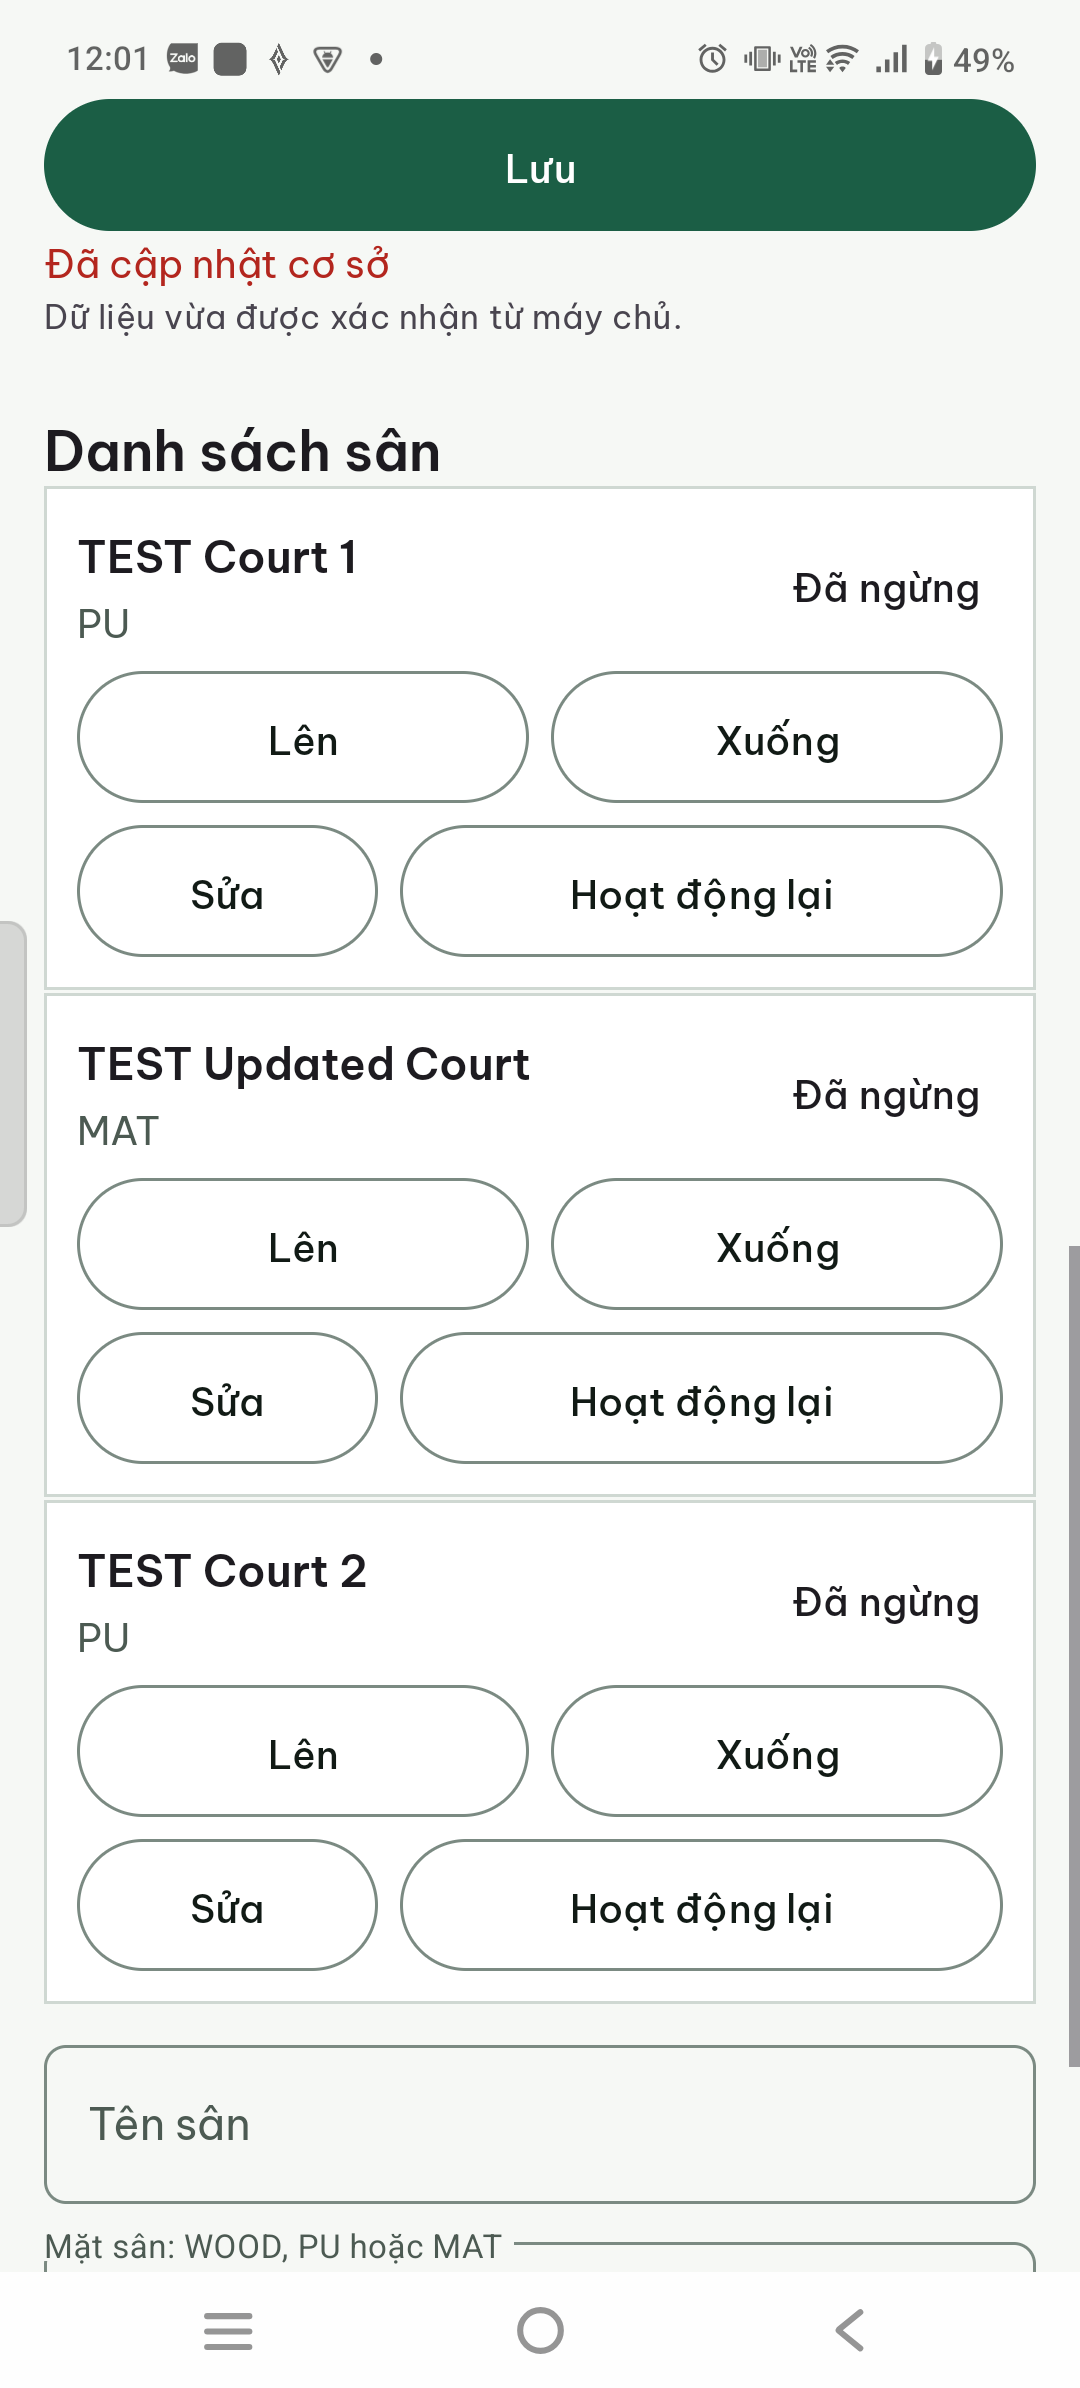 12:01 Zalo VoLTE 49%
Lưu
Đã cập nhật cơ sở
Dữ liệu vừa được xác nhận từ máy chủ.
Danh sách sân
TEST Court 1
Đã ngừng
PU
Lên Xuống
Sửa Hoạt động lại
TEST Updated Court
Đã ngừng
MAT
Lên Xuống
Sửa Hoạt động lại
TEST Court 2
Đã ngừng
PU
Lên Xuống
Sửa Hoạt động lại
Tên sân
Mặt sân: WOOD, PU hoặc MAT